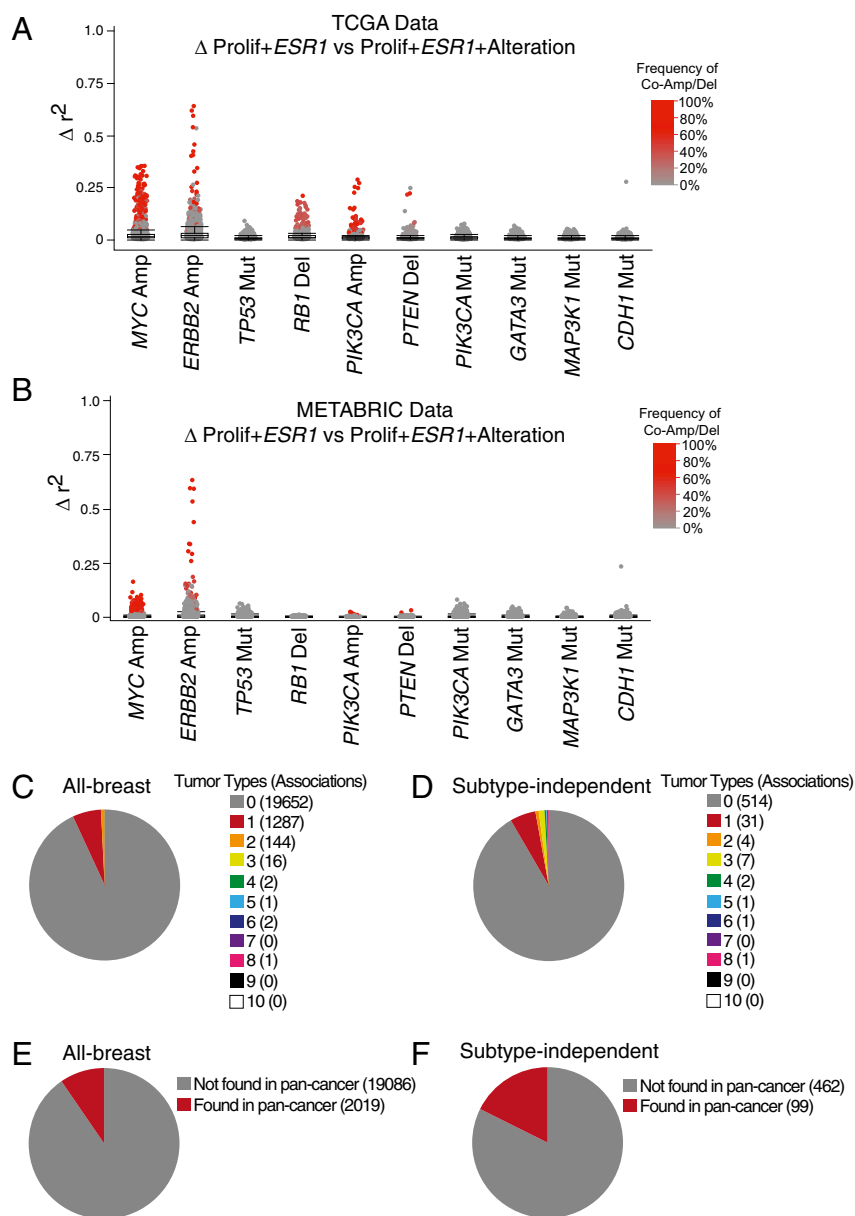 A
TCGA Data
Δ Prolif+ESR1 vs Prolif+ESR1+Alteration
Δ r2
1.0
0.75
0.5
0.25
0
Frequency of
Co-Amp/Del
100%
80%
60%
40%
20%
0%
MYC Amp
ERBB2 Amp
TP53 Mut
RB1 Del
PIK3CA Amp
PTEN Del
PIK3CA Mut
GATA3 Mut
MAP3K1 Mut
CDH1 Mut
B
METABRIC Data
Δ Prolif+ESR1 vs Prolif+ESR1+Alteration
Δ r2
1.0
0.75
0.5
0.25
0
Frequency of
Co-Amp/Del
100%
80%
60%
40%
20%
0%
MYC Amp
ERBB2 Amp
TP53 Mut
RB1 Del
PIK3CA Amp
PTEN Del
PIK3CA Mut
GATA3 Mut
MAP3K1 Mut
CDH1 Mut
C
All-breast
Tumor Types (Associations)
0 (19652)
1 (1287)
2 (144)
3 (16)
4 (2)
5 (1)
6 (2)
7 (0)
8 (1)
9 (0)
10 (0)
D
Subtype-independent
Tumor Types (Associations)
0 (514)
1 (31)
2 (4)
3 (7)
4 (2)
5 (1)
6 (1)
7 (0)
8 (1)
9 (0)
10 (0)
E
All-breast
Not found in pan-cancer (19086)
Found in pan-cancer (2019)
F
Subtype-independent
Not found in pan-cancer (462)
Found in pan-cancer (99)